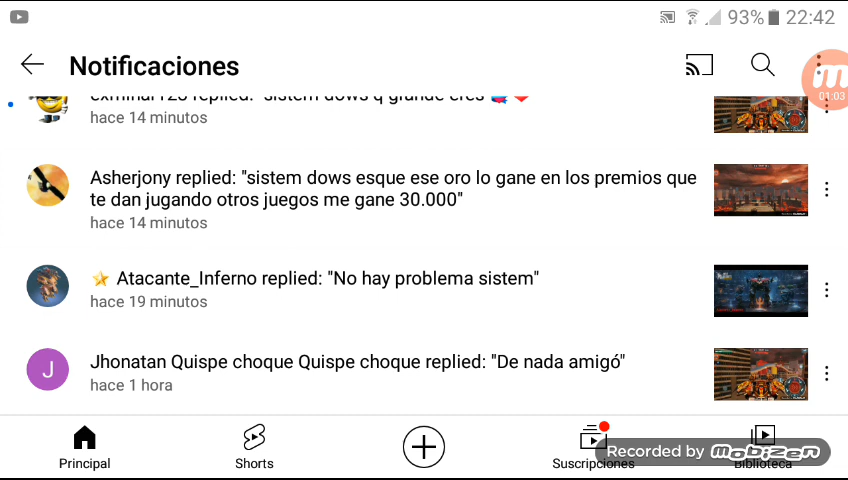 93% 22:42
Notificaciones
01:03
replied: "sistem dows q grande eres
hace 14 minutos
Asherjony replied: "sistem dows esque ese oro lo gane en los premios que
te dan jugando otros juegos me gane 30.000"
hace 14 minutos
Atacante_Inferno replied: "No hay problema sistem"
hace 19 minutos
J
Jhonatan Quispe choque Quispe choque replied: "De nada amigó"
hace 1 hora
Principal
Shorts
Suscripciones
Biblioteca
Recorded by mobizen